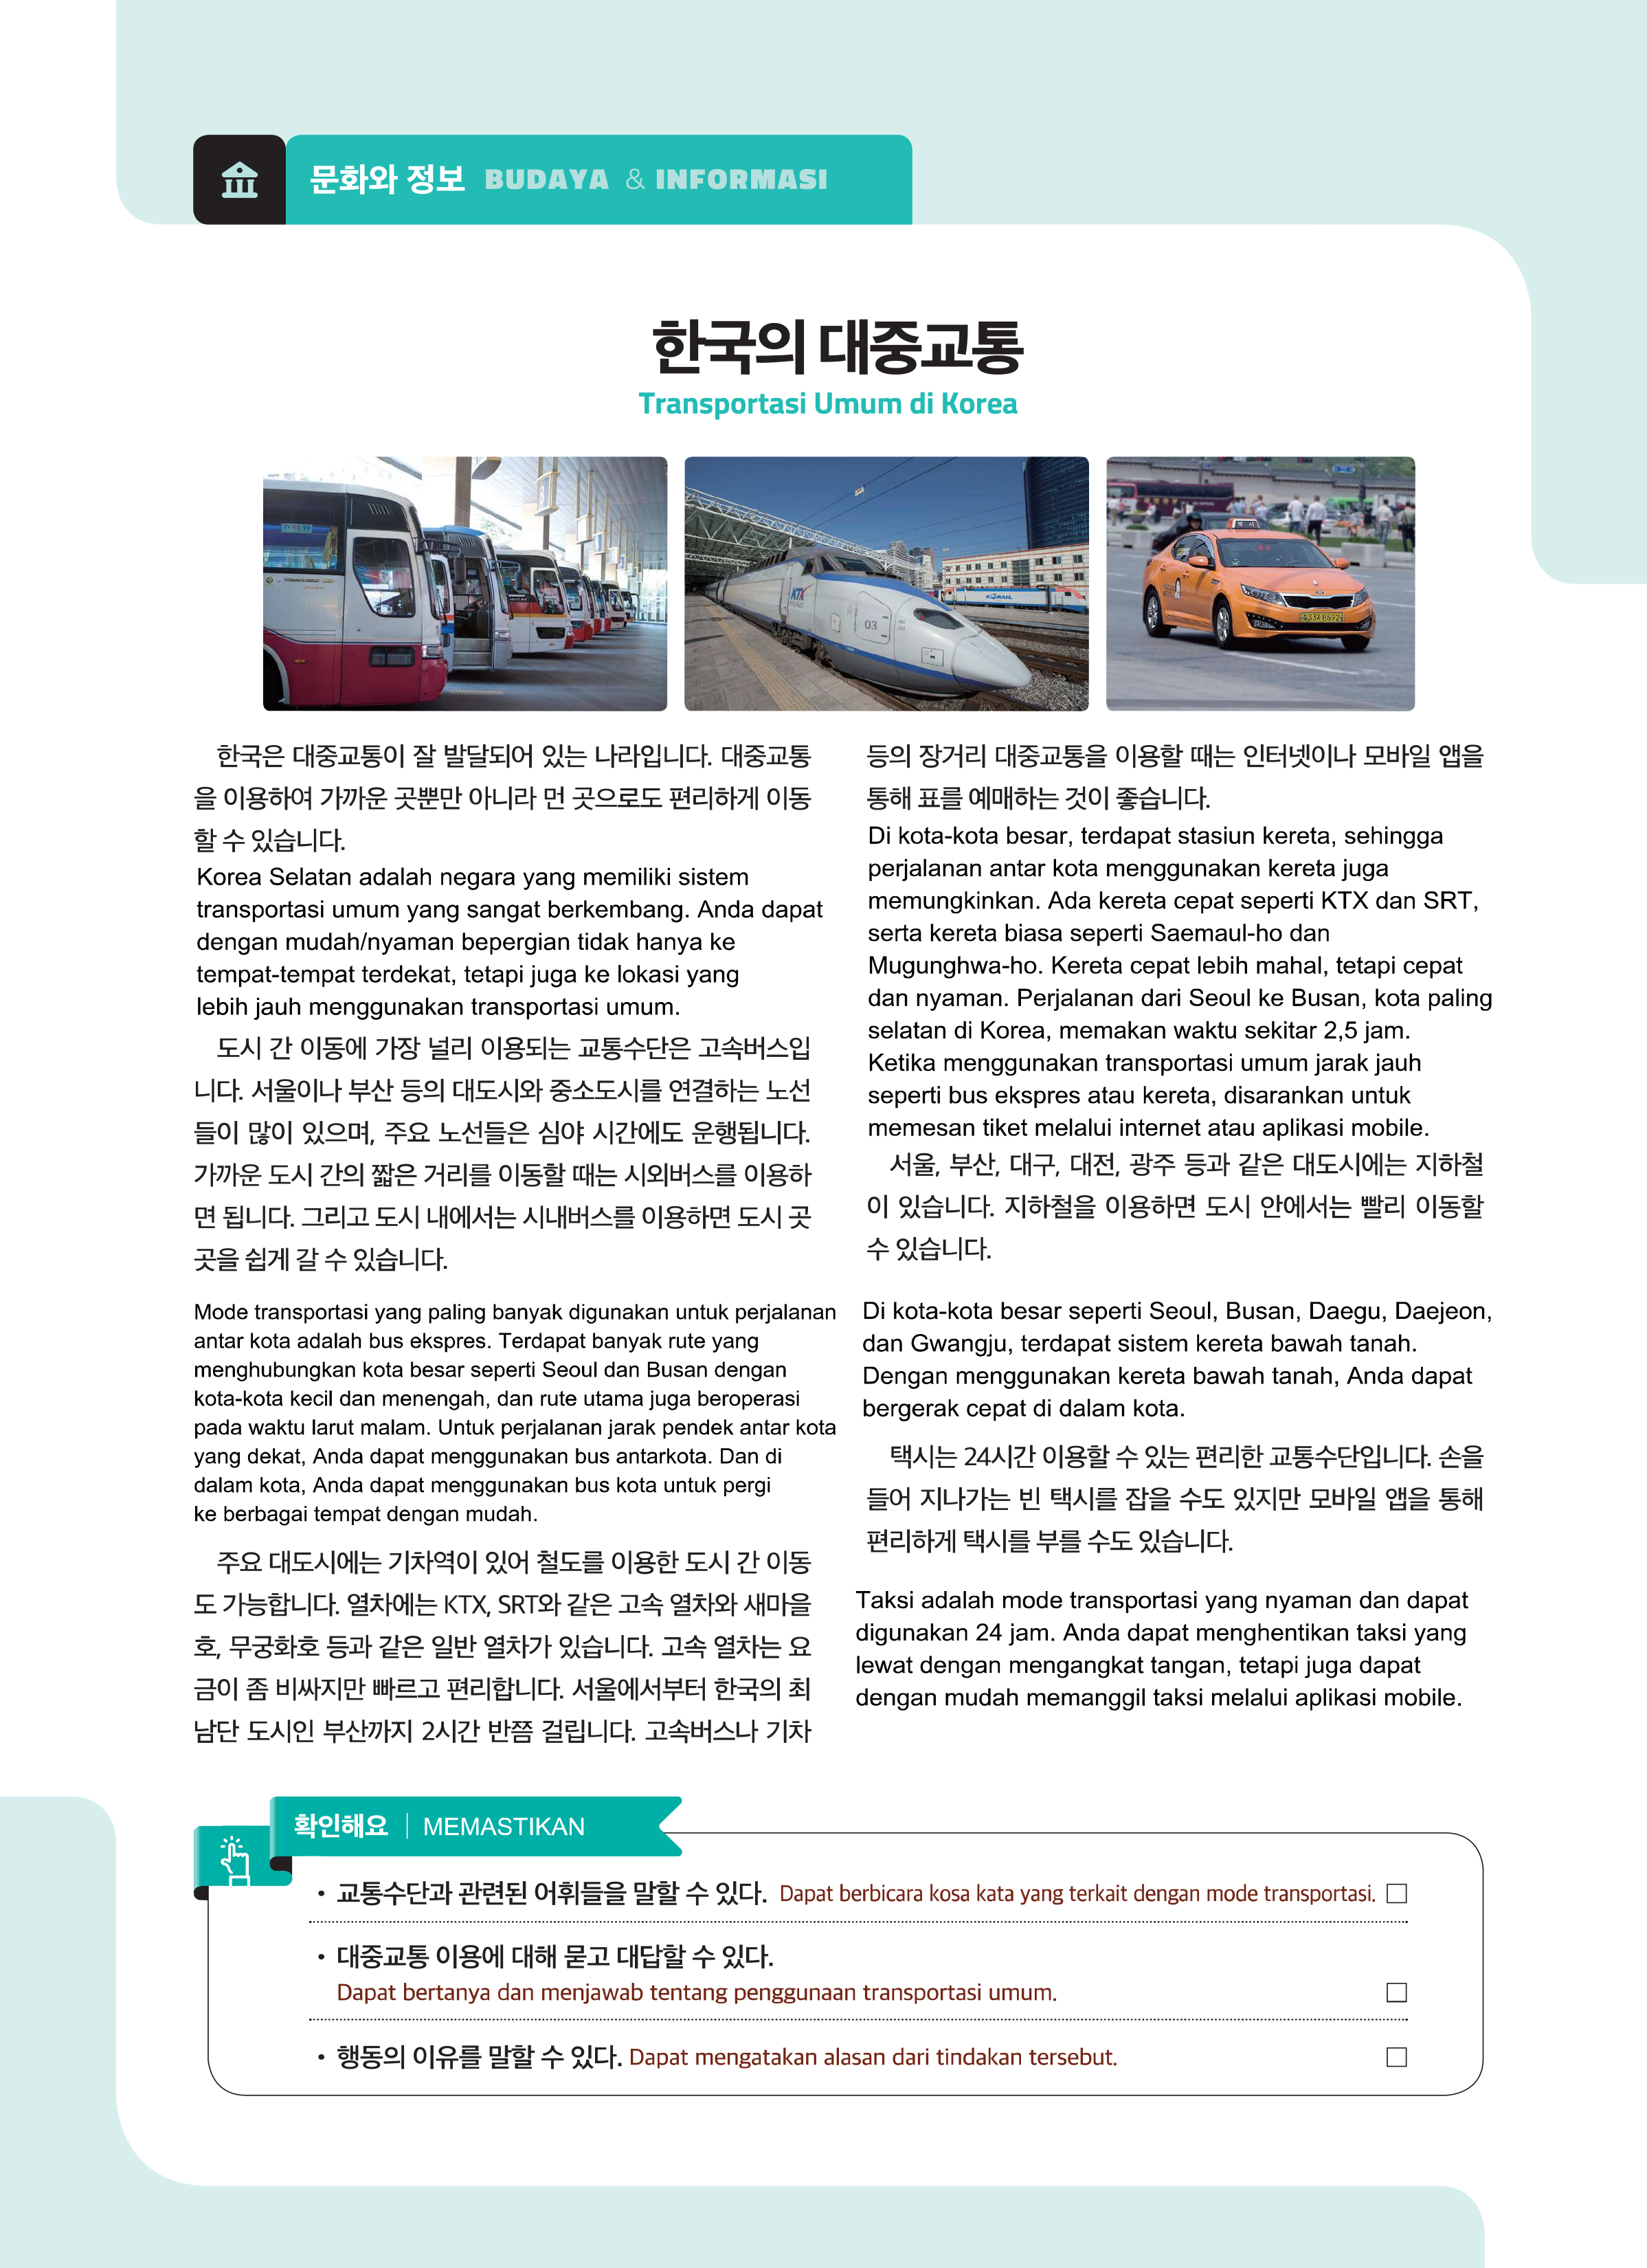 문화와 정보 BUDAYA & INFORMASI
한국의 대중교통
Transportasi Umum di Korea
KTX
03
KORAIL
한국은 대중교통이 잘 발달되어 있는 나라입니다. 대중교통
을 이용하여 가까운 곳뿐만 아니라 먼 곳으로도 편리하게 이동
할 수 있습니다.
Korea Selatan adalah negara yang memiliki sistem
transportasi umum yang sangat berkembang. Anda dapat
dengan mudah/nyaman bepergian tidak hanya ke
tempat-tempat terdekat, tetapi juga ke lokasi yang
lebih jauh menggunakan transportasi umum.
도시 간 이동에 가장 널리 이용되는 교통수단은 고속버스입
니다. 서울이나 부산 등의 대도시와 중소도시를 연결하는 노선
들이 많이 있으며, 주요 노선들은 심야 시간에도 운행됩니다.
가까운 도시 간의 짧은 거리를 이동할 때는 시외버스를 이용하
면 됩니다. 그리고 도시 내에서는 시내버스를 이용하면 도시 곳
곳을 쉽게 갈 수 있습니다.
Mode transportasi yang paling banyak digunakan untuk perjalanan
antar kota adalah bus ekspres. Terdapat banyak rute yang
menghubungkan kota besar seperti Seoul dan Busan dengan
kota-kota kecil dan menengah, dan rute utama juga beroperasi
pada waktu larut malam. Untuk perjalanan jarak pendek antar kota
yang dekat, Anda dapat menggunakan bus antarkota. Dan di
dalam kota, Anda dapat menggunakan bus kota untuk pergi
ke berbagai tempat dengan mudah.
주요 대도시에는 기차역이 있어 철도를 이용한 도시 간 이동
도 가능합니다. 열차에는 KTX, SRT와 같은 고속 열차와 새마을
호, 무궁화호 등과 같은 일반 열차가 있습니다. 고속 열차는 요
금이 좀 비싸지만 빠르고 편리합니다. 서울에서부터 한국의 최
남단 도시인 부산까지 2시간 반쯤 걸립니다. 고속버스나 기차
등의 장거리 대중교통을 이용할 때는 인터넷이나 모바일 앱을
통해 표를 예매하는 것이 좋습니다.
Di kota-kota besar, terdapat stasiun kereta, sehingga
perjalanan antar kota menggunakan kereta juga
memungkinkan. Ada kereta cepat seperti KTX dan SRT,
serta kereta biasa seperti Saemaul-ho dan
Mugunghwa-ho. Kereta cepat lebih mahal, tetapi cepat
dan nyaman. Perjalanan dari Seoul ke Busan, kota paling
selatan di Korea, memakan waktu sekitar 2,5 jam.
Ketika menggunakan transportasi umum jarak jauh
seperti bus ekspres atau kereta, disarankan untuk
memesan tiket melalui internet atau aplikasi mobile.
서울, 부산, 대구, 대전, 광주 등과 같은 대도시에는 지하철
이 있습니다. 지하철을 이용하면 도시 안에서는 빨리 이동할
수 있습니다.
Di kota-kota besar seperti Seoul, Busan, Daegu, Daejeon,
dan Gwangju, terdapat sistem kereta bawah tanah.
Dengan menggunakan kereta bawah tanah, Anda dapat
bergerak cepat di dalam kota.
택시는 24시간 이용할 수 있는 편리한 교통수단입니다. 손을
들어 지나가는 빈 택시를 잡을 수도 있지만 모바일 앱을 통해
편리하게 택시를 부를 수도 있습니다.
Taksi adalah mode transportasi yang nyaman dan dapat
digunakan 24 jam. Anda dapat menghentikan taksi yang
lewat dengan mengangkat tangan, tetapi juga dapat
dengan mudah memanggil taksi melalui aplikasi mobile.
확인해요 | MEMASTIKAN
• 교통수단과 관련된 어휘들을 말할 수 있다. Dapat berbicara kosa kata yang terkait dengan mode transportasi. □
• 대중교통 이용에 대해 묻고 대답할 수 있다.
Dapat bertanya dan menjawab tentang penggunaan transportasi umum. □
• 행동의 이유를 말할 수 있다. Dapat mengatakan alasan dari tindakan tersebut. □